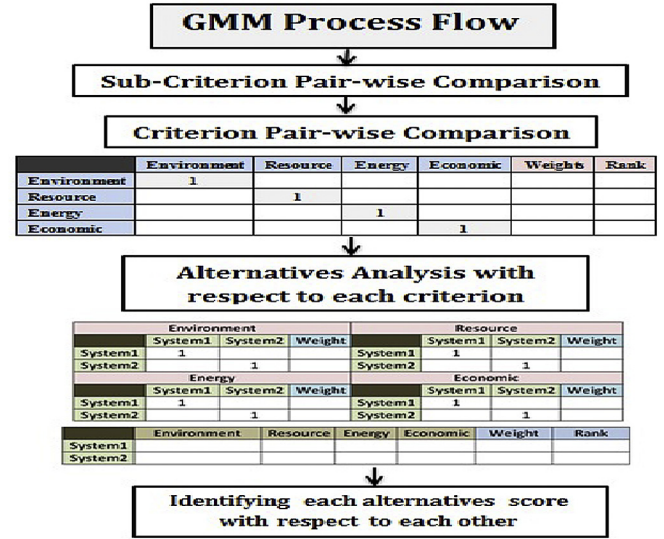 GMM Process Flow
Sub-Criterion Pair-wise Comparison
Criterion Pair-wise Comparison
Environment Resource Energy Economic Weights Rank
Environment 1
Resource 1
Energy 1
Economic 1
Alternatives Analysis with
respect to each criterion
Environment Resource
System1 System2 Weight System1 System2 Weight
System1 1 System1 1
System2 1 System2 1
Energy Economic
System1 System2 Weight System1 System2 Weight
System1 1 System1 1
System2 1 System2 1
Environment Resource Energy Economic Weight Rank
System1
System2
Identifying each alternatives score
with respect to each other